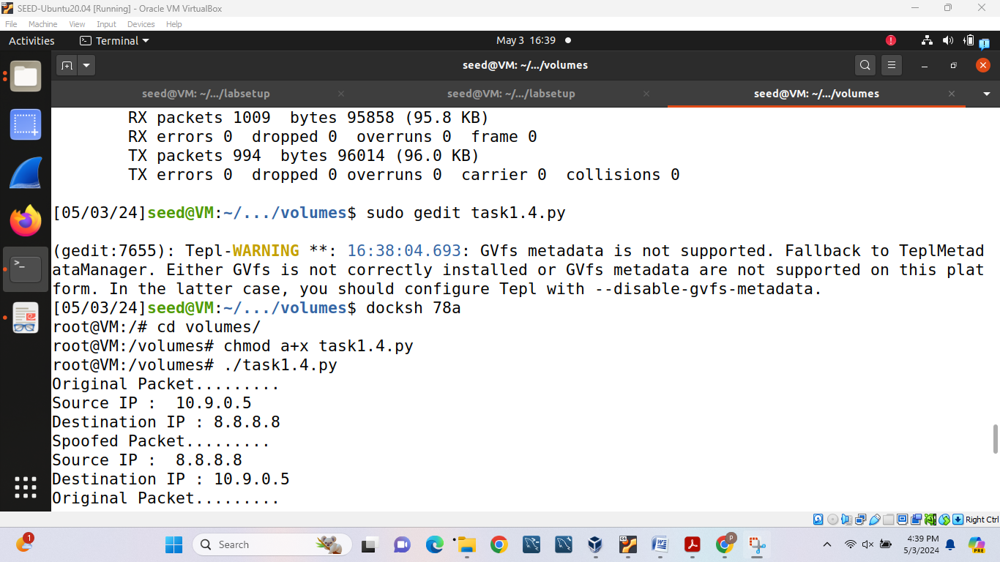 SEED-Ubuntu20.04 [Running] - Oracle VM VirtualBox
File Machine View Input Devices Help
Activities Terminal May 3 16:39
seed@VM: ~/.../volumes
seed@VM: ~/.../labsetup seed@VM: ~/.../labsetup seed@VM: ~/.../volumes
RX packets 1009  bytes 95858 (95.8 KB)
RX errors 0  dropped 0  overruns 0  frame 0
TX packets 994  bytes 96014 (96.0 KB)
TX errors 0  dropped 0 overruns 0  carrier 0  collisions 0
[05/03/24]seed@VM:~/.../volumes$ sudo gedit task1.4.py
(gedit:7655): Tepl-WARNING **: 16:38:04.693: GVfs metadata is not supported. Fallback to TeplMetad
ataManager. Either GVfs is not correctly installed or GVfs metadata are not supported on this plat
form. In the latter case, you should configure Tepl with --disable-gvfs-metadata.
[05/03/24]seed@VM:~/.../volumes$ docksh 78a
root@VM:/# cd volumes/
root@VM:/volumes# chmod a+x task1.4.py
root@VM:/volumes# ./task1.4.py
Original Packet.........
Source IP :  10.9.0.5
Destination IP : 8.8.8.8
Spoofed Packet.........
Source IP :  8.8.8.8
Destination IP : 10.9.0.5
Original Packet.........
Right Ctrl
1
Search
P
4:39 PM
5/3/2024
PRE